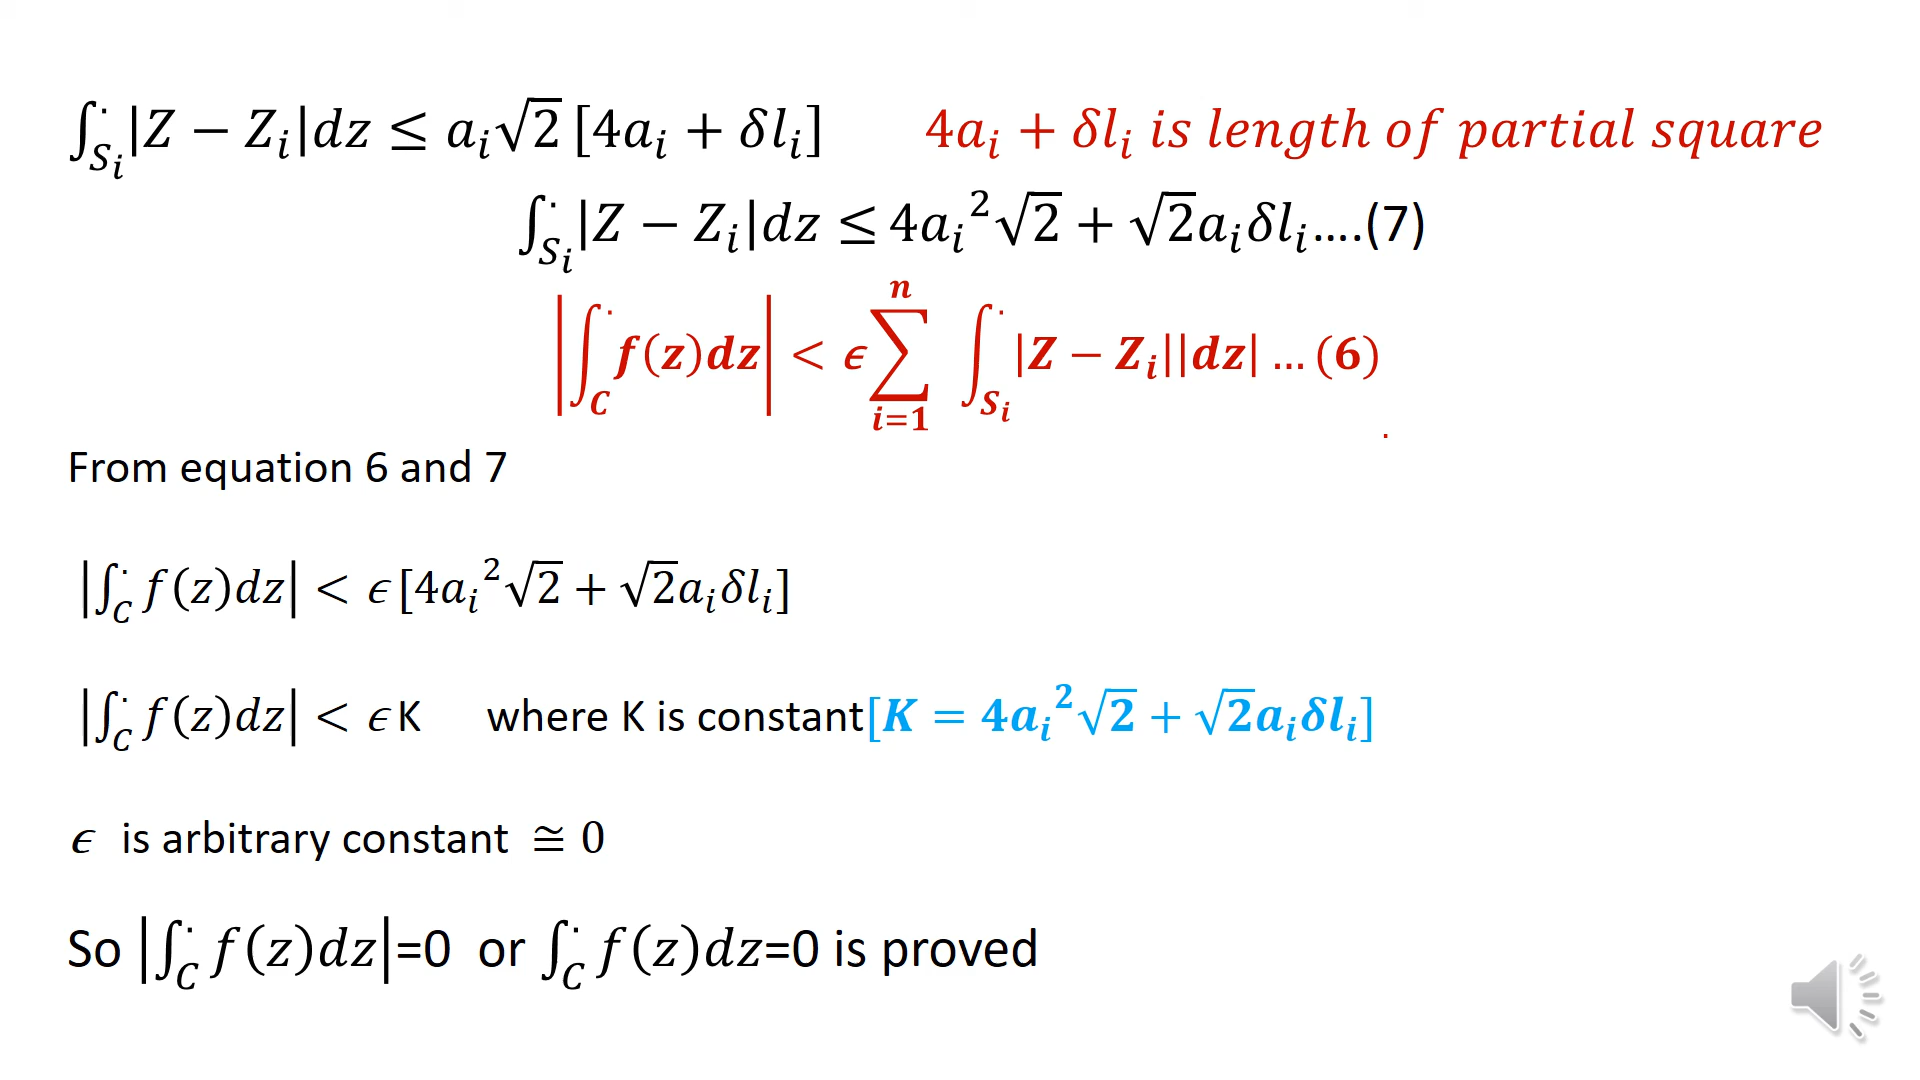 ∫_{S_i} |Z − Z_i|dz ≤ a_i√2 [4a_i + δl_i] 4a_i + δl_i is length of partial square
∫_{S_i} |Z − Z_i|dz ≤ 4a_i²√2 + √2a_iδl_i….(7)
|∫_C f(z)dz| < ϵ ∑_{i=1}^{n} ∫_{S_i} |Z − Z_i||dz| … (6)
From equation 6 and 7
|∫_C f(z)dz| < ϵ [4a_i²√2 + √2a_iδl_i]
|∫_C f(z)dz| < ϵ K where K is constant[K = 4a_i²√2 + √2a_iδl_i]
ϵ is arbitrary constant ≅ 0
So |∫_C f(z)dz|=0 or ∫_C f(z)dz=0 is proved